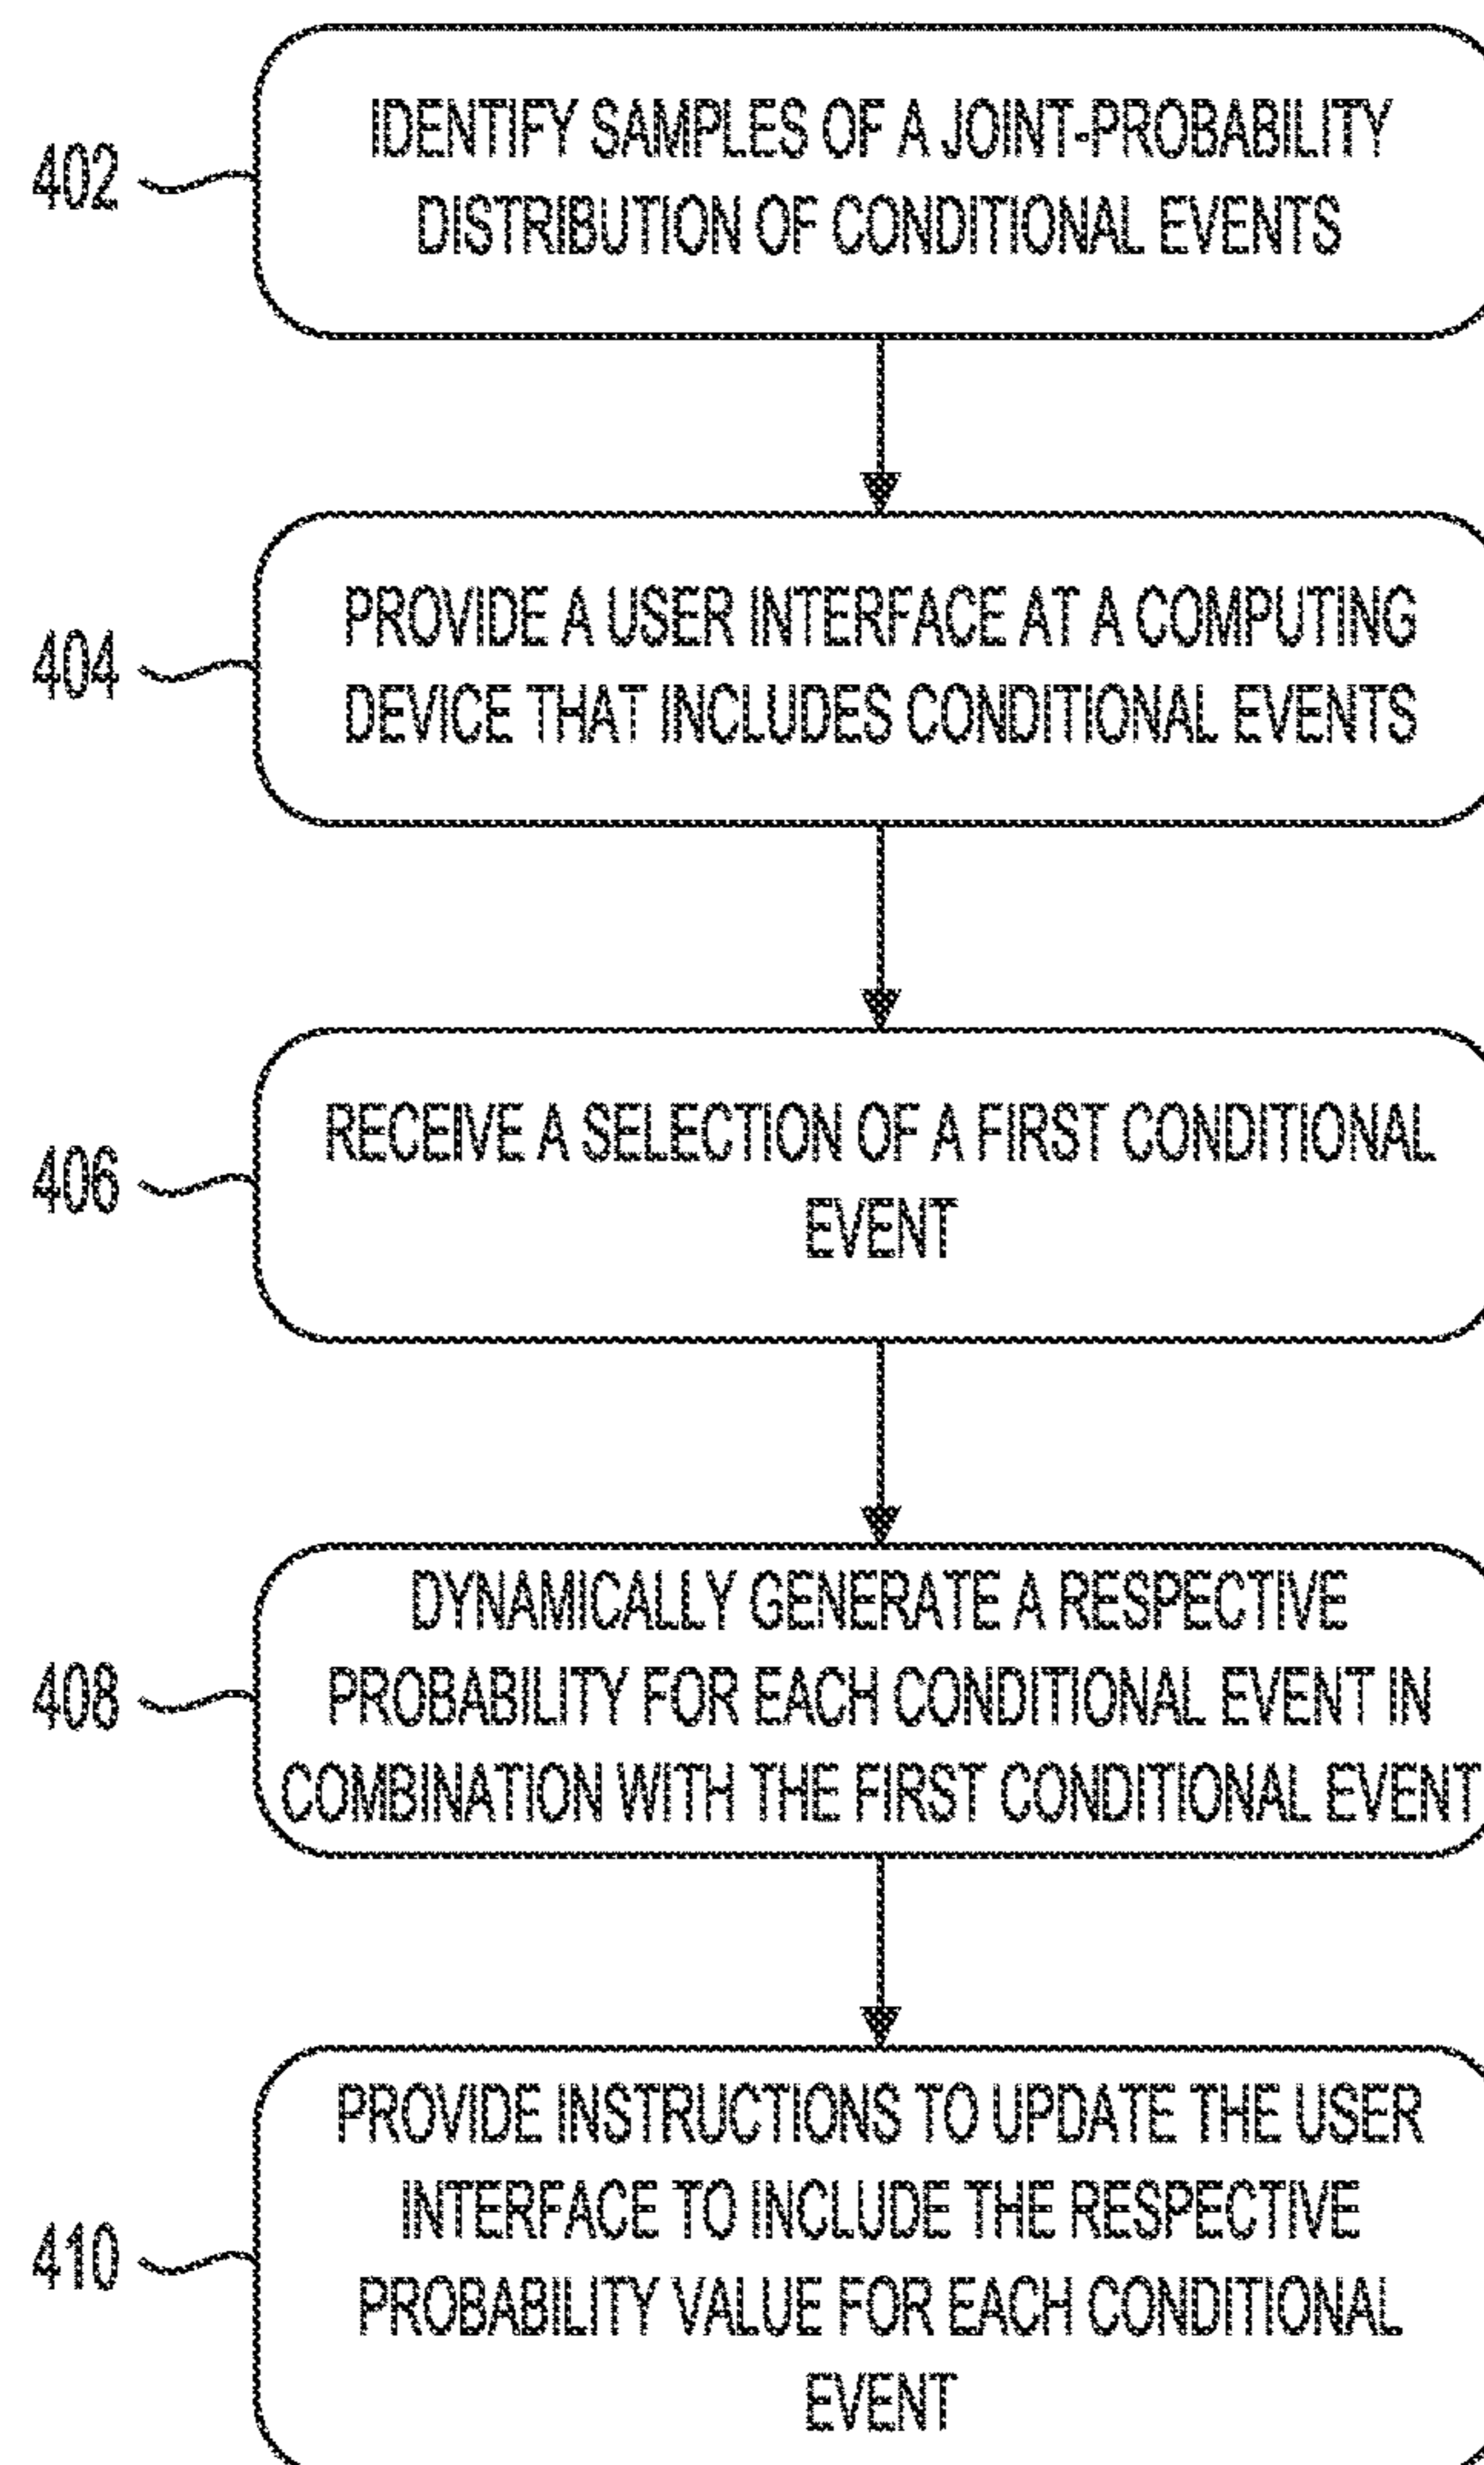 402
IDENTIFY SAMPLES OF A JOINT-PROBABILITY
DISTRIBUTION OF CONDITIONAL EVENTS
404
PROVIDE A USER INTERFACE AT A COMPUTING
DEVICE THAT INCLUDES CONDITIONAL EVENTS
406
RECEIVE A SELECTION OF A FIRST CONDITIONAL
EVENT
408
DYNAMICALLY GENERATE A RESPECTIVE
PROBABILITY FOR EACH CONDITIONAL EVENT IN
COMBINATION WITH THE FIRST CONDITIONAL EVENT
410
PROVIDE INSTRUCTIONS TO UPDATE THE USER
INTERFACE TO INCLUDE THE RESPECTIVE
PROBABILITY VALUE FOR EACH CONDITIONAL
EVENT